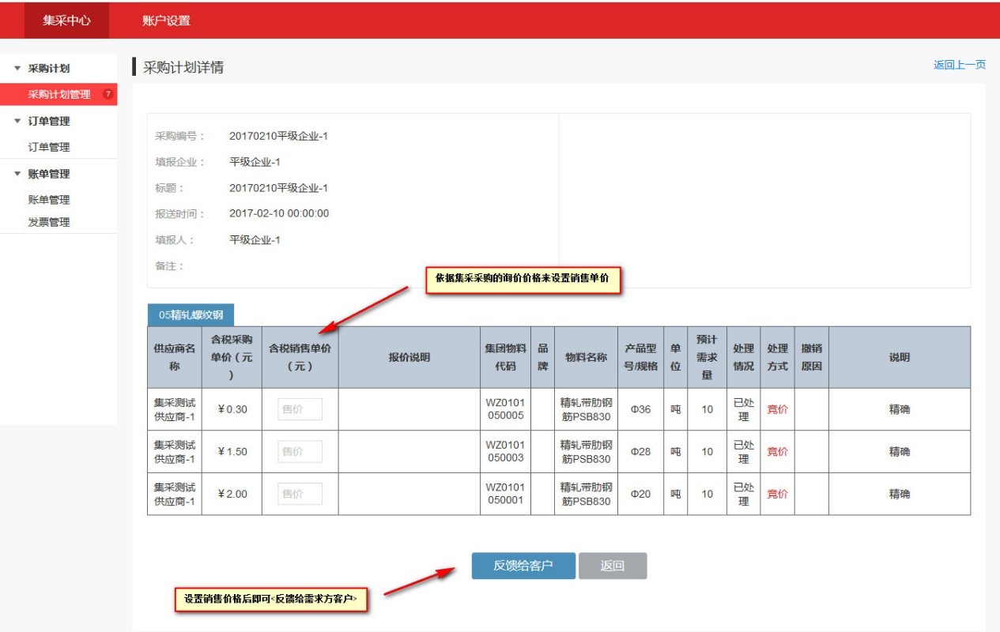 集采中心 账户设置
采购计划
采购计划管理 7
订单管理
订单管理
账单管理
账单管理
发票管理
采购计划详情 返回上一页
采购编号： 20170210平级企业-1
填报企业： 平级企业-1
标题： 20170210平级企业-1
报送时间： 2017-02-10 00:00:00
填报人： 平级企业-1
备注：
依据集采采购的询价价格来设置销售单价
05精轧螺纹钢
供应商名称 含税采购单价（元） 含税销售单价（元） 报价说明 集团物料代码 品牌 物料名称 产品型号/规格 单位 预计需求量 处理情况 处理方式 撤销原因 说明
集采测试供应商-1 ￥0.30 售价 WZ0101050005 精轧带肋钢筋PSB830 Φ36 吨 10 已处理 竞价 精确
集采测试供应商-1 ￥1.50 售价 WZ0101050003 精轧带肋钢筋PSB830 Φ28 吨 10 已处理 竞价 精确
集采测试供应商-1 ￥2.00 售价 WZ0101050001 精轧带肋钢筋PSB830 Φ20 吨 10 已处理 竞价 精确
反馈给客户 返回
设置销售价格后即可<反馈给需求方客户>